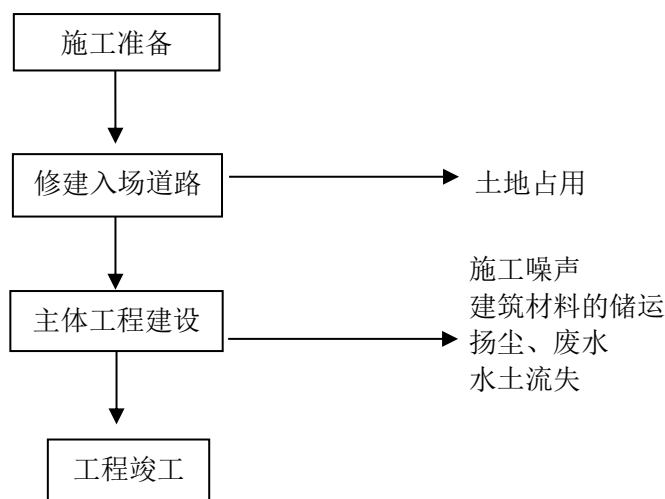 施工准备
修建入场道路
土地占用
施工噪声
建筑材料的储运
主体工程建设
扬尘、废水
水土流失
工程竣工